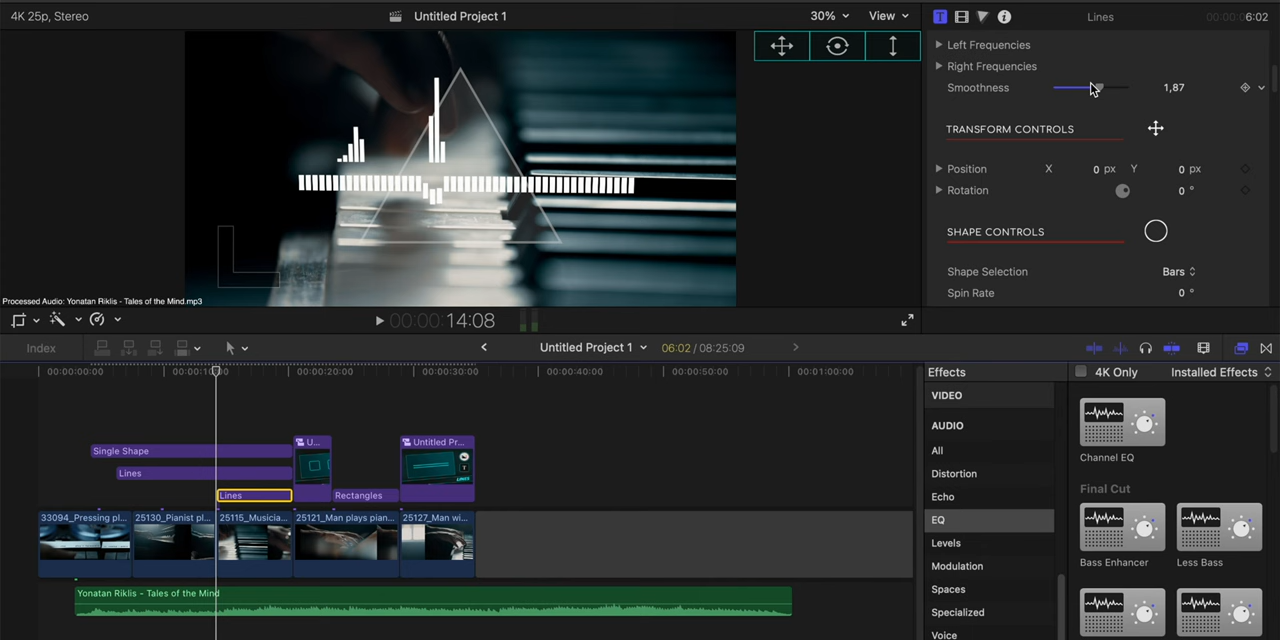 4K 25p, Stereo
Untitled Project 1
30%
View
Lines
00:00:06:02
Left Frequencies
Right Frequencies
Smoothness
1,87
TRANSFORM CONTROLS
Position X 0 px Y 0 px
Rotation 0 °
SHAPE CONTROLS
Shape Selection Bars
Spin Rate 0 °
Processed Audio: Yonatan Riklis - Tales of the Mind.mp3
00:00:14:08
Index
Untitled Project 1
06:02 / 08:25:09
00:00:00:00
00:00:10:00
00:00:20:00
00:00:30:00
00:00:40:00
00:00:50:00
00:01:00:00
Single Shape
Lines
Lines
U...
Rectangles
Untitled Pr...
LINES
33094_Pressing pl...
25130_Pianist pl...
25115_Musicia...
25121_Man plays pian...
25127_Man wi...
Yonatan Riklis - Tales of the Mind
Effects
4K Only
Installed Effects
VIDEO
AUDIO
All
Distortion
Echo
EQ
Levels
Modulation
Spaces
Specialized
Voice
Channel EQ
Final Cut
Bass Enhancer
Less Bass